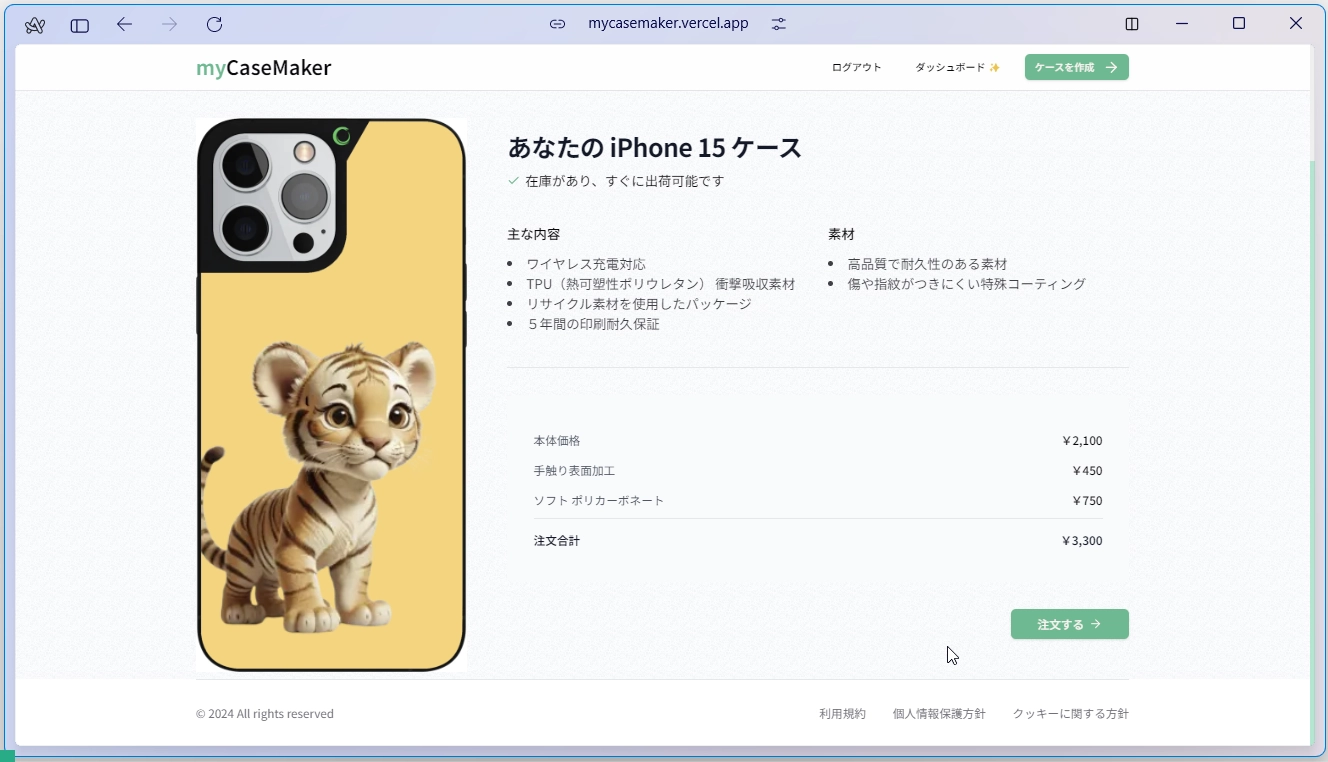 mycasemaker.vercel.app
myCaseMaker
ログアウト
ダッシュボード ✨
ケースを作成 →
あなたの iPhone 15 ケース
✓ 在庫があり、すぐに出荷可能です
主な内容
• ワイヤレス充電対応
• TPU（熱可塑性ポリウレタン） 衝撃吸収素材
• リサイクル素材を使用したパッケージ
• ５年間の印刷耐久保証
素材
• 高品質で耐久性のある素材
• 傷や指紋がつきにくい特殊コーティング
本体価格 ￥2,100
手触り表面加工 ￥450
ソフト ポリカーボネート ￥750
注文合計 ￥3,300
注文する →
© 2024 All rights reserved
利用規約
個人情報保護方針
クッキーに関する方針